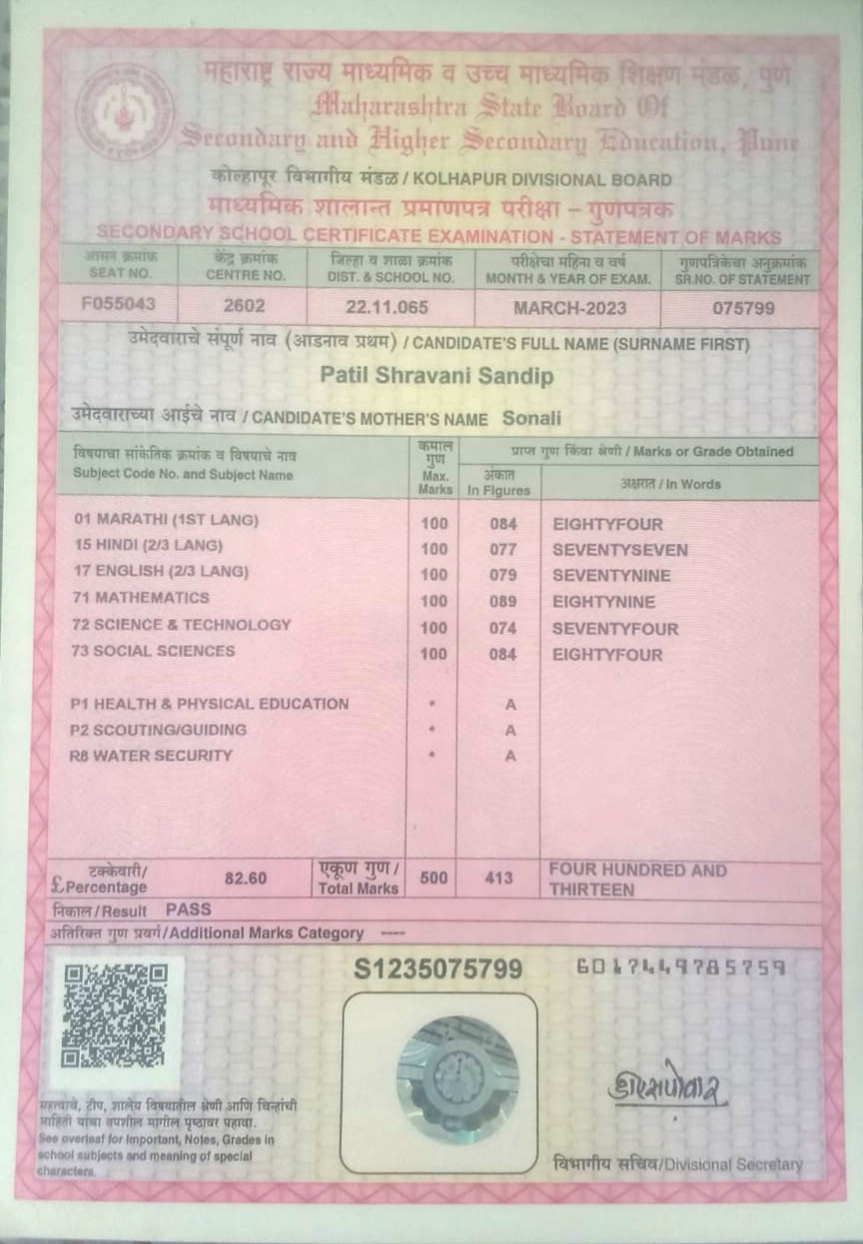 महाराष्ट्र राज्य माध्यमिक व उच्च माध्यमिक शिक्षण मंडळ, पुणे
Maharashtra State Board Of
Secondary and Higher Secondary Education, Pune
कोल्हापूर विभागीय मंडळ / KOLHAPUR DIVISIONAL BOARD
माध्यमिक शालान्त प्रमाणपत्र परीक्षा – गुणपत्रक
SECONDARY SCHOOL CERTIFICATE EXAMINATION - STATEMENT OF MARKS
आसन क्रमांक केंद्र क्रमांक जिल्हा व शाळा क्रमांक परीक्षेचा महिना व वर्ष गुणपत्रिकेचा अनुक्रमांक
SEAT NO. CENTRE NO. DIST. & SCHOOL NO. MONTH & YEAR OF EXAM. SR.NO. OF STATEMENT
F055043 2602 22.11.065 MARCH-2023 075799
उमेदवाराचे संपूर्ण नाव (आडनाव प्रथम) / CANDIDATE'S FULL NAME (SURNAME FIRST)
Patil Shravani Sandip
उमेदवाराच्या आईचे नाव / CANDIDATE'S MOTHER'S NAME Sonali
विषयाचा सांकेतिक क्रमांक व विषयाचे नाव
Subject Code No. and Subject Name
कमाल
गुण
Max.
Marks
प्राप्त गुण किंवा श्रेणी / Marks or Grade Obtained
अंकात
In Figures
अक्षरात / In Words
01 MARATHI (1ST LANG) 100 084 EIGHTYFOUR
15 HINDI (2/3 LANG) 100 077 SEVENTYSEVEN
17 ENGLISH (2/3 LANG) 100 079 SEVENTYNINE
71 MATHEMATICS 100 089 EIGHTYNINE
72 SCIENCE & TECHNOLOGY 100 074 SEVENTYFOUR
73 SOCIAL SCIENCES 100 084 EIGHTYFOUR
P1 HEALTH & PHYSICAL EDUCATION * A
P2 SCOUTING/GUIDING * A
R8 WATER SECURITY * A
टक्केवारी/
£Percentage
82.60
एकूण गुण /
Total Marks
500 413
FOUR HUNDRED AND
THIRTEEN
निकाल/Result PASS
अतिरिक्त गुण प्रवर्ग/Additional Marks Category ----
S1235075799
6017449785759
महत्वाचे, टीप, शालेय विषयातील श्रेणी आणि चिन्हांची
माहिती यांचा तपशील मागील पृष्ठावर पहावा.
See overleaf for Important, Notes, Grades in
school subjects and meaning of special
characters.
विभागीय सचिव/Divisional Secretary